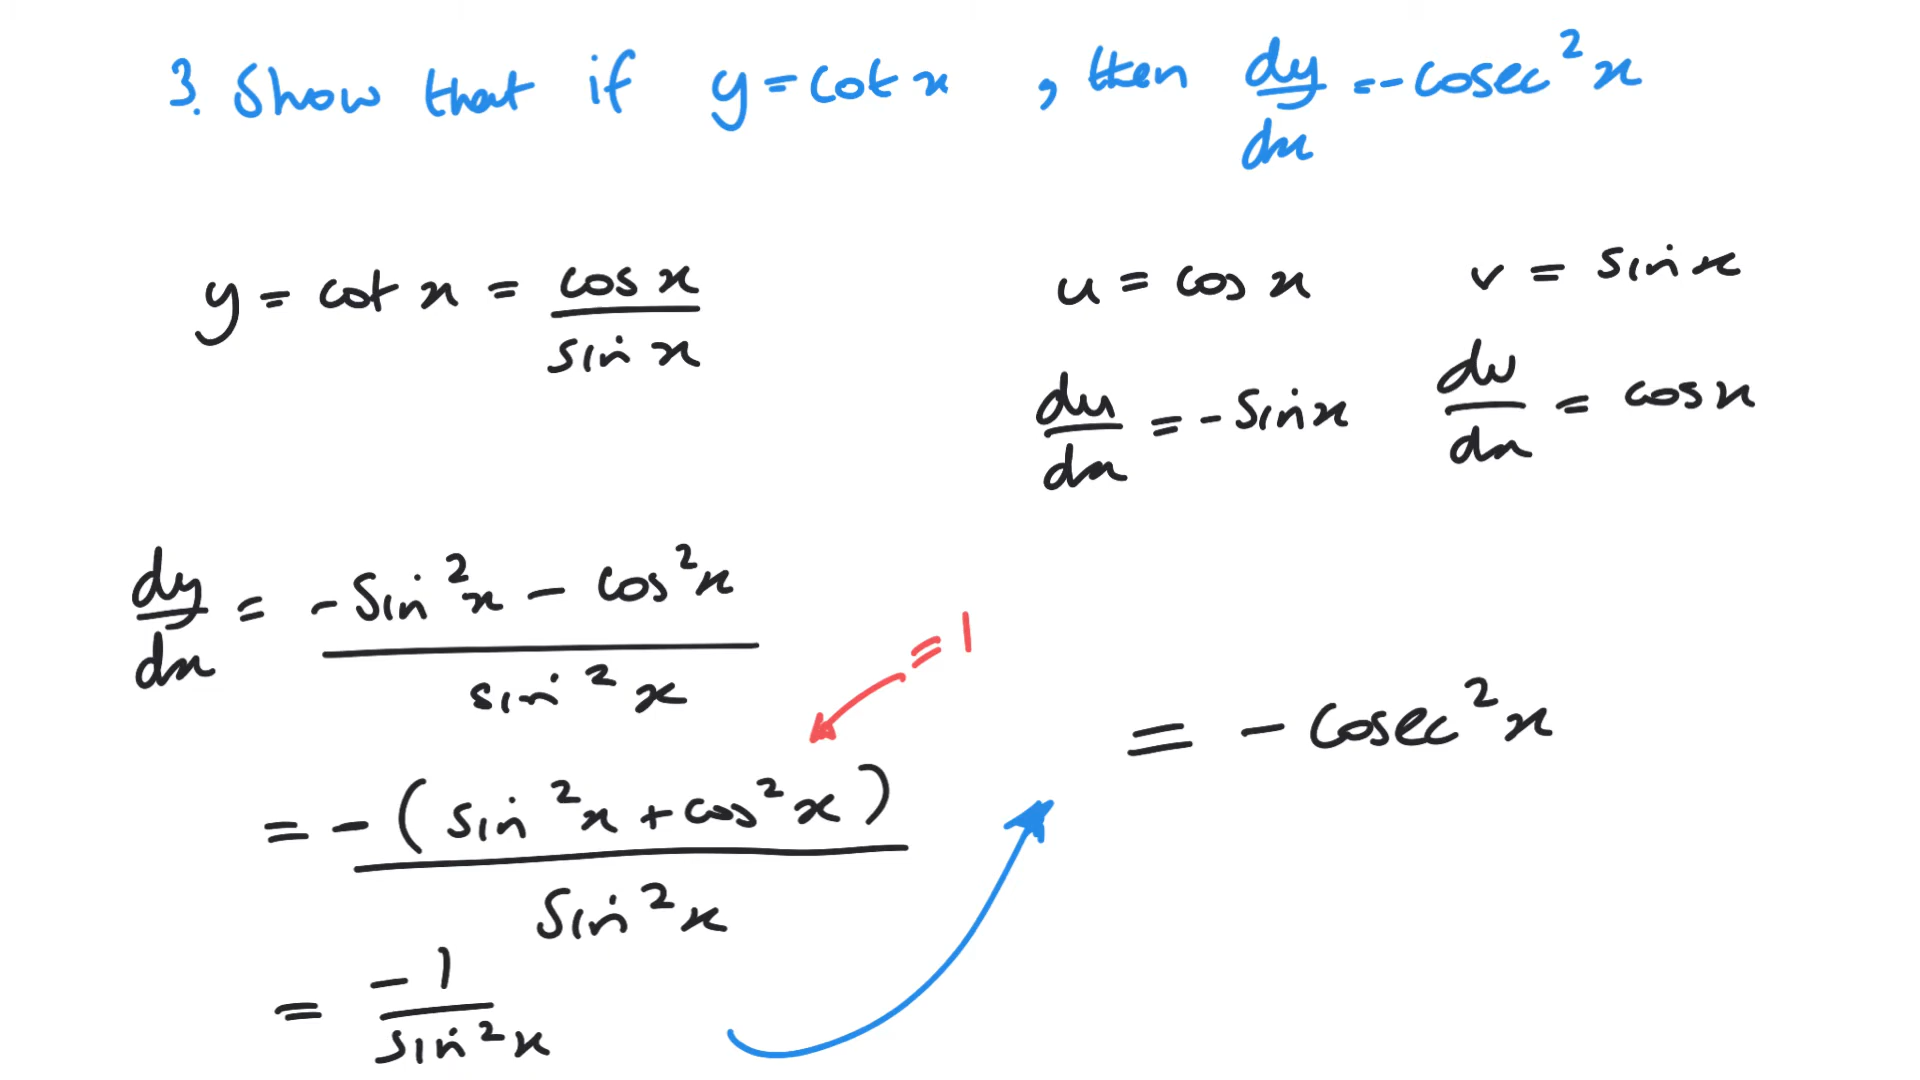 3. Show that if y = cot x , then dy/dx = -cosec²x
y = cot x = cos x / sin x
u = cos x v = sin x
du/dx = -sin x dv/dx = cos x
dy/dx = -sin²x - cos²x / sin²x
= 1
= -(sin²x + cos²x) / sin²x
= -1 / sin²x
= -cosec²x